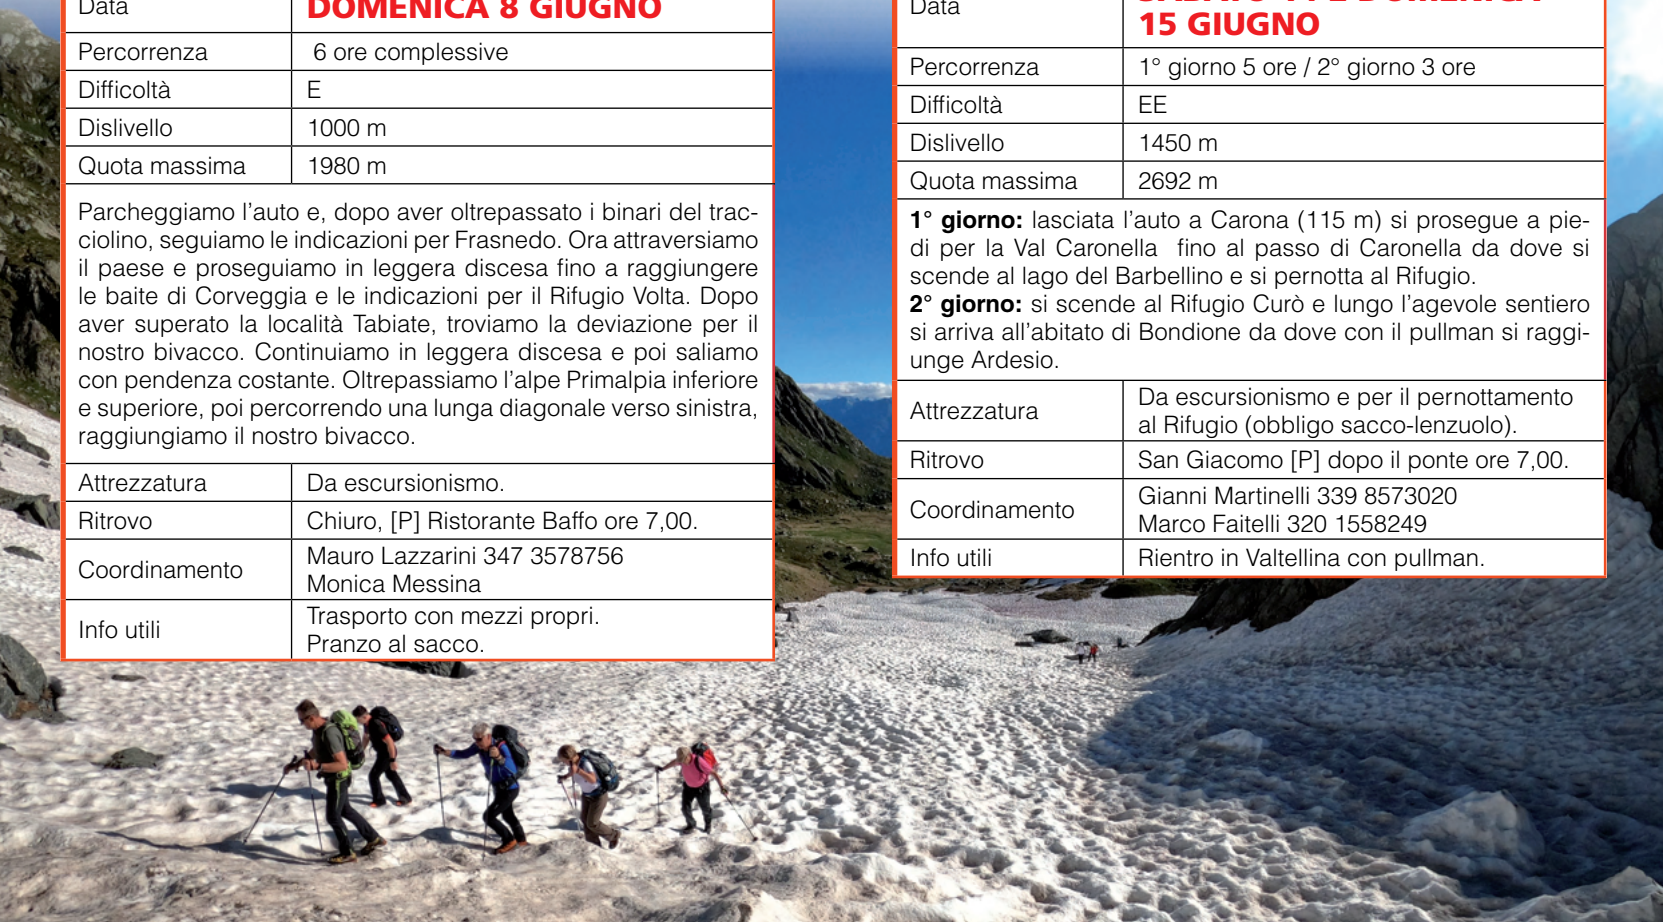 Data
DOMENICA 8 GIUGNO
Percorrenza
6 ore complessive
Difficoltà
E
Dislivello
1000 m
Quota massima
1980 m
Parcheggiamo l'auto e, dopo aver oltrepassato i binari del trac-
ciolino, seguiamo le indicazioni per Frasnedo. Ora attraversiamo
il paese e proseguiamo in leggera discesa fino a raggiungere
le baite di Corveggia e le indicazioni per il Rifugio Volta. Dopo
aver superato la località Tabiate, troviamo la deviazione per il
nostro bivacco. Continuiamo in leggera discesa e poi saliamo
con pendenza costante. Oltrepassiamo l'alpe Primalpia inferiore
e superiore, poi percorrendo una lunga diagonale verso sinistra,
raggiungiamo il nostro bivacco.
Attrezzatura
Da escursionismo.
Ritrovo
Chiuro, [P] Ristorante Baffo ore 7,00.
Coordinamento
Mauro Lazzarini 347 3578756
Monica Messina
Info utili
Trasporto con mezzi propri.
Pranzo al sacco.
Data
SABATO 14 E DOMENICA
15 GIUGNO
Percorrenza
1° giorno 5 ore / 2° giorno 3 ore
Difficoltà
EE
Dislivello
1450 m
Quota massima
2692 m
1° giorno: lasciata l'auto a Carona (115 m) si prosegue a pie-
di per la Val Caronella fino al passo di Caronella da dove si
scende al lago del Barbellino e si pernotta al Rifugio.
2° giorno: si scende al Rifugio Curò e lungo l'agevole sentiero
si arriva all'abitato di Bondione da dove con il pullman si raggi-
unge Ardesio.
Attrezzatura
Da escursionismo e per il pernottamento
al Rifugio (obbligo sacco-lenzuolo).
Ritrovo
San Giacomo [P] dopo il ponte ore 7,00.
Coordinamento
Gianni Martinelli 339 8573020
Marco Faitelli 320 1558249
Info utili
Rientro in Valtellina con pullman.